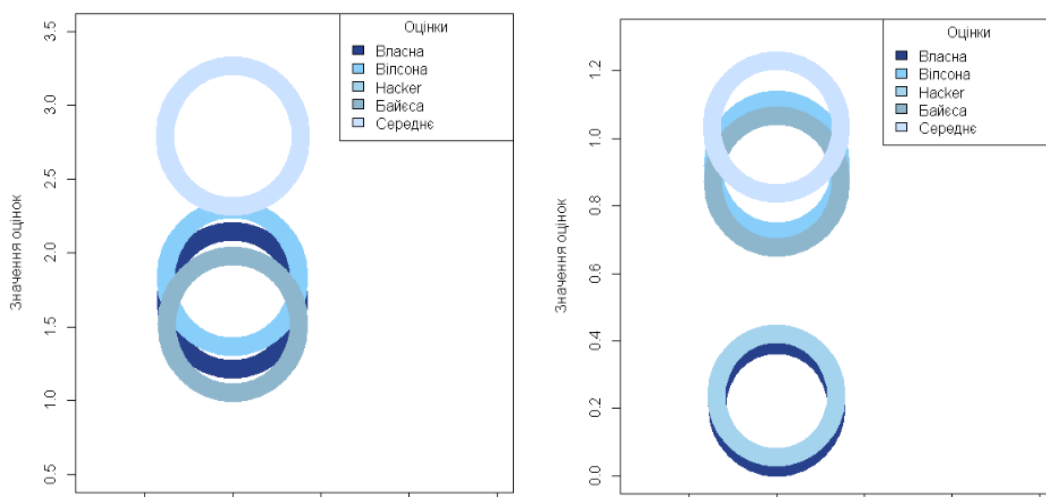 Оцінки
Власна
Вілсона
Hacker
Байєса
Середнє
3.5
3.0
2.5
2.0
1.5
1.0
0.5
Значення оцінок
Оцінки
Власна
Вілсона
Hacker
Байєса
Середнє
1.2
1.0
0.8
0.6
0.4
0.2
0.0
Значення оцінок